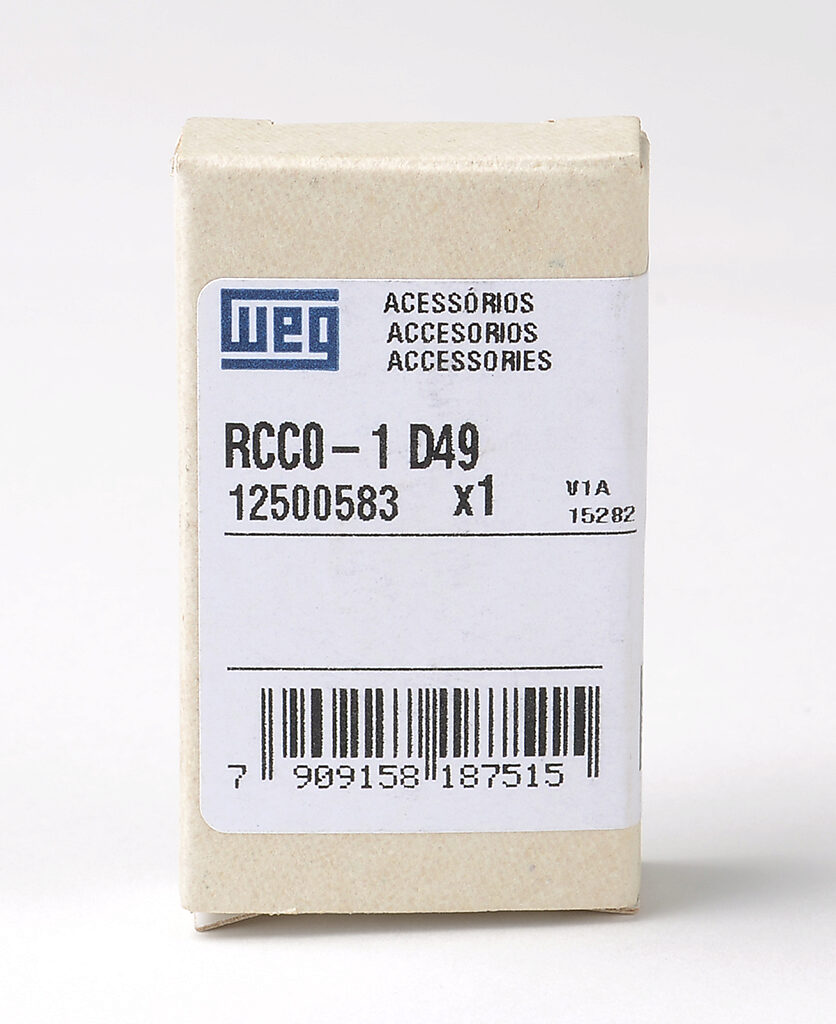 weg
ACESSÓRIOS
ACCESORIOS
ACCESSORIES
RCC0-1 D49
12500583 x1
V1A
15282
7 909158 187515